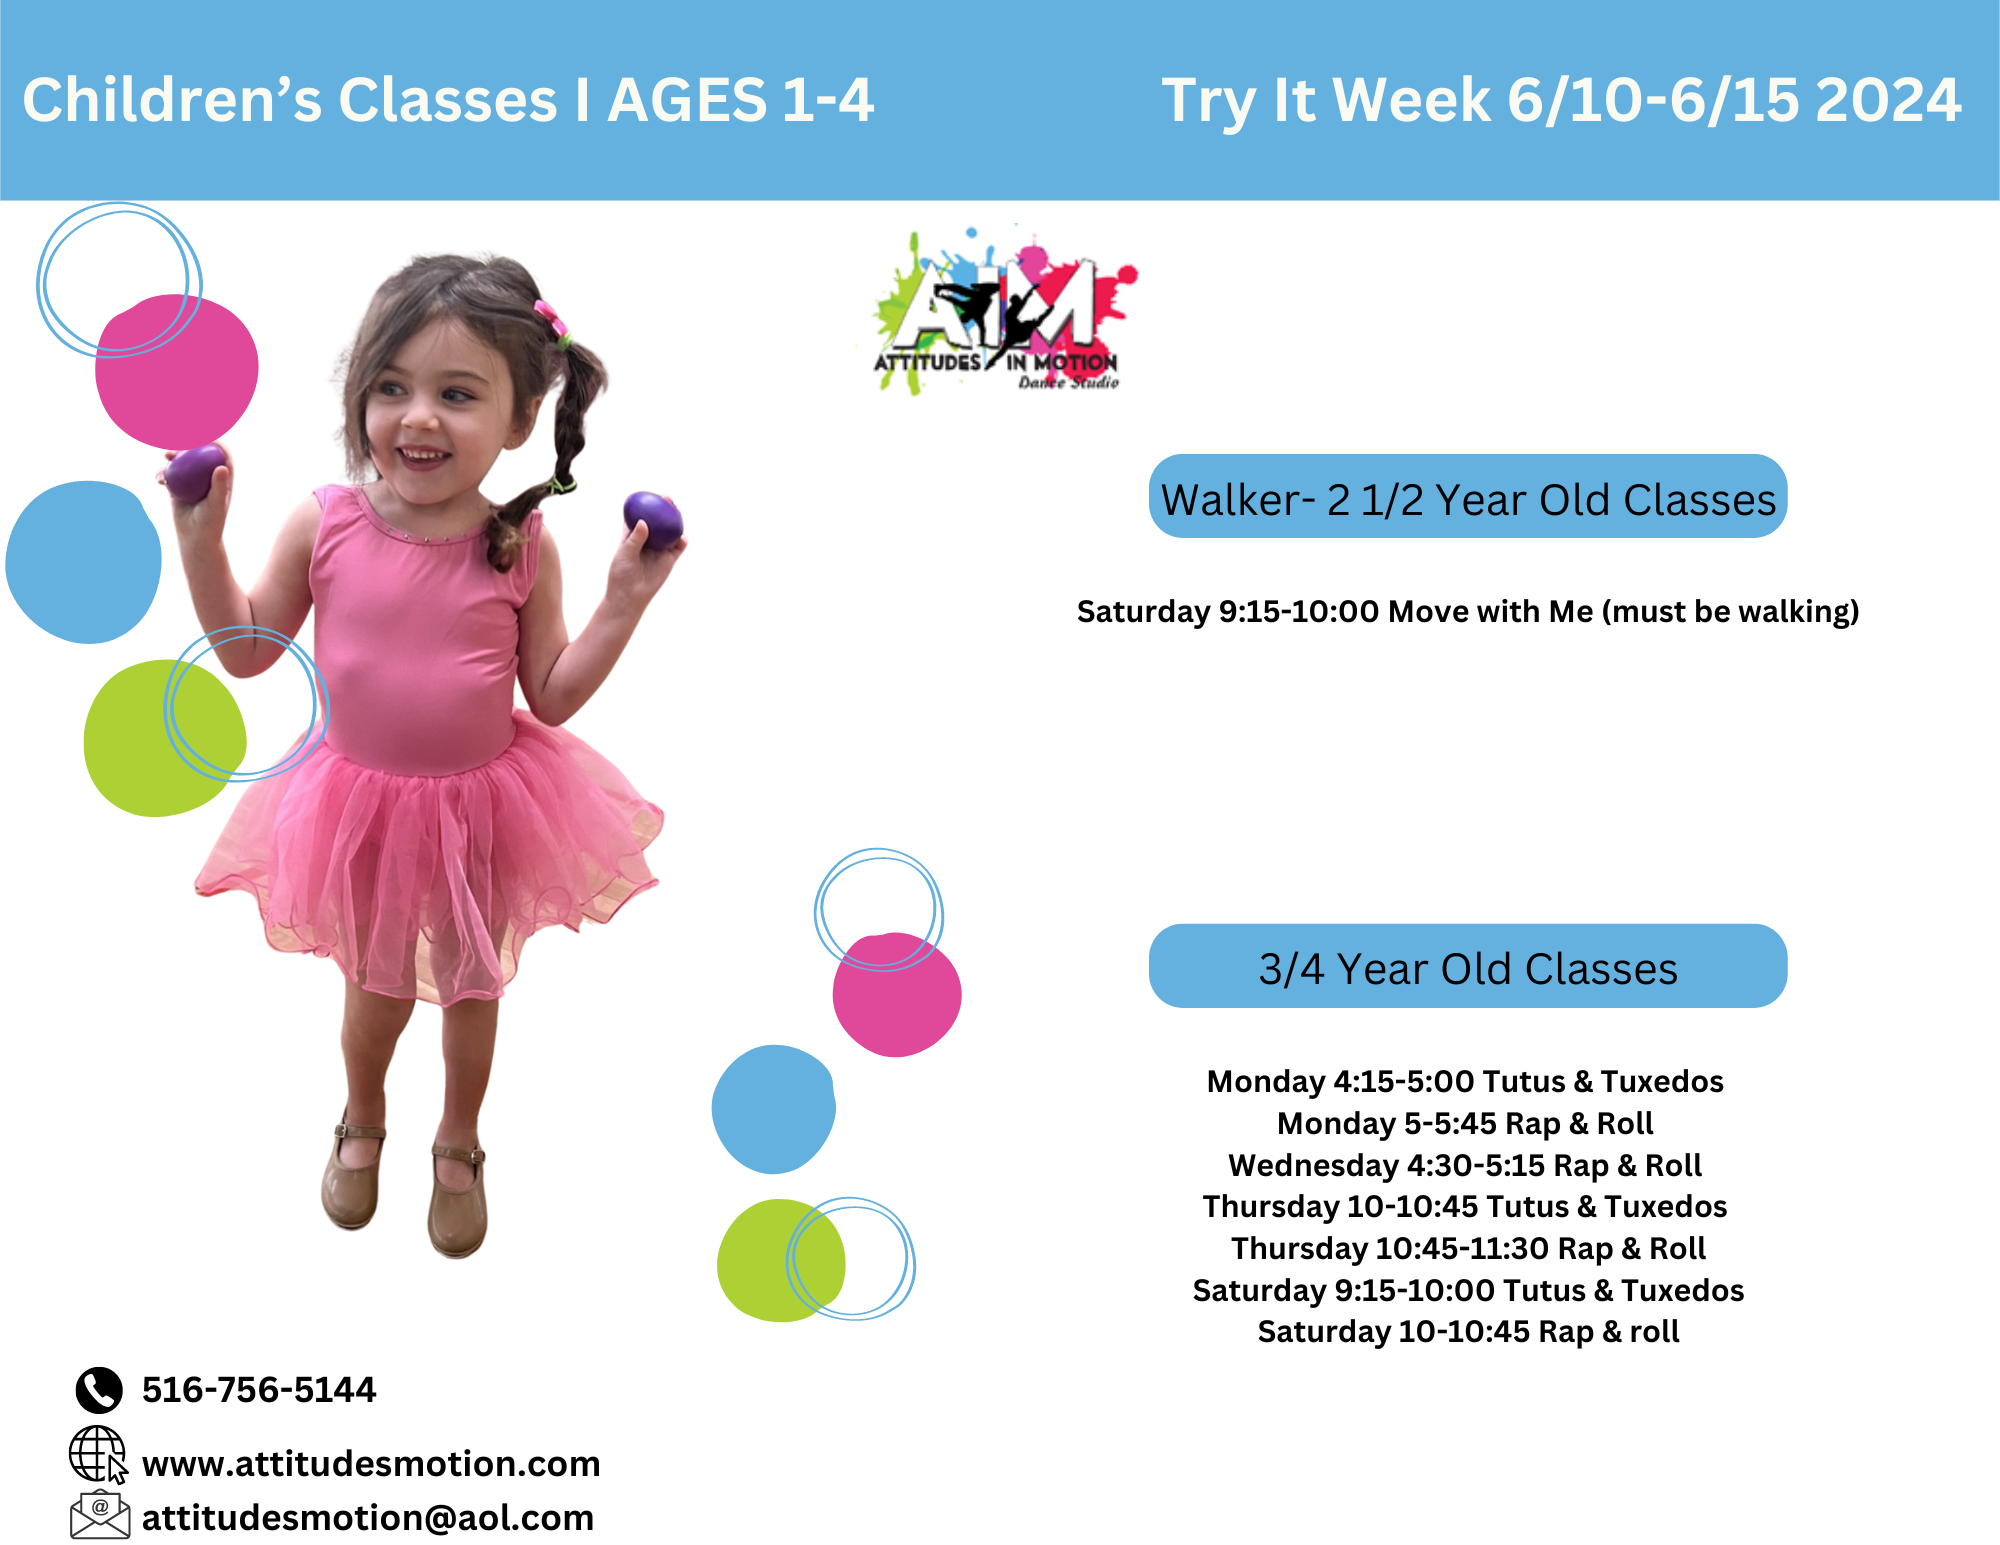 Children’s Classes I AGES 1-4
Try It Week 6/10-6/15 2024
AIM
ATTITUDES IN MOTION
Dance Studio
Walker- 2 1/2 Year Old Classes
Saturday 9:15-10:00 Move with Me (must be walking)
3/4 Year Old Classes
Monday 4:15-5:00 Tutus & Tuxedos
Monday 5-5:45 Rap & Roll
Wednesday 4:30-5:15 Rap & Roll
Thursday 10-10:45 Tutus & Tuxedos
Thursday 10:45-11:30 Rap & Roll
Saturday 9:15-10:00 Tutus & Tuxedos
Saturday 10-10:45 Rap & roll
516-756-5144
www.attitudesmotion.com
@
attitudesmotion@aol.com